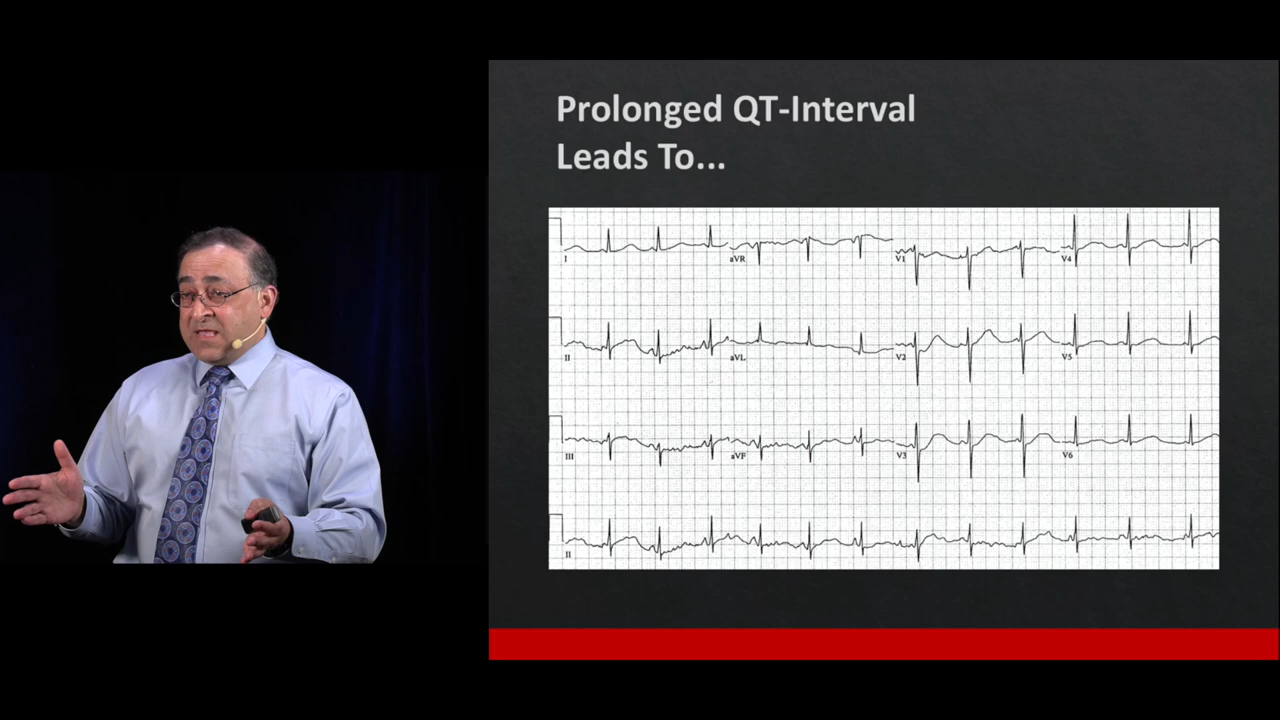 Prolonged QT-Interval
Leads To...
I
aVR
V1
V4
II
aVL
V2
V5
III
aVF
V3
V6
II